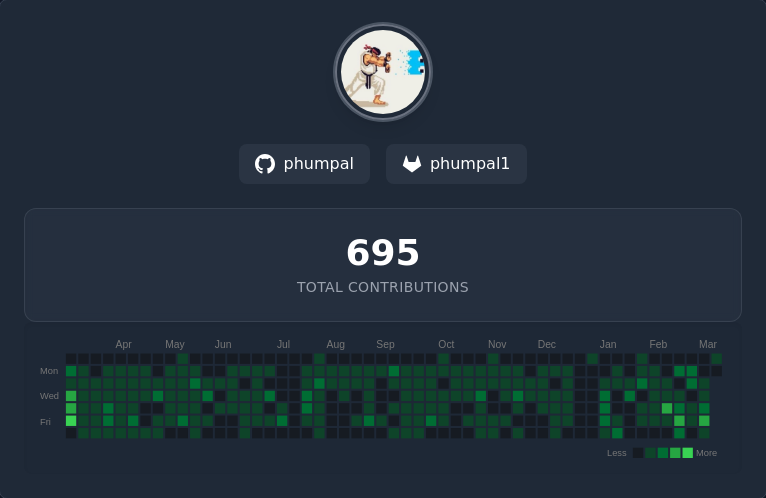 phumpal phumpal1
695
TOTAL CONTRIBUTIONS
Apr May Jun Jul Aug Sep Oct Nov Dec Jan Feb Mar
Mon
Wed
Fri
Less More